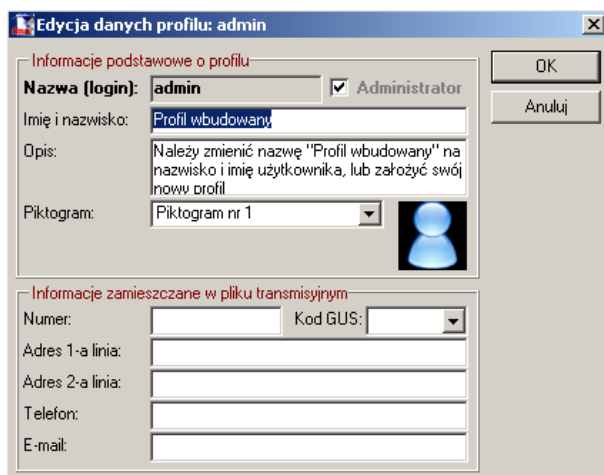 Edycja danych profilu: admin
Informacje podstawowe o profilu
OK
Nazwa (login): admin Administrator
Anuluj
Imię i nazwisko: Profil wbudowany
Opis: Należy zmienić nazwę "Profil wbudowany" na
nazwisko i imię użytkownika, lub założyć swój
nowy profil
Piktogram: Piktogram nr 1
Informacje zamieszczane w pliku transmisyjnym
Numer: Kod GUS:
Adres 1-a linia:
Adres 2-a linia:
Telefon:
E-mail: